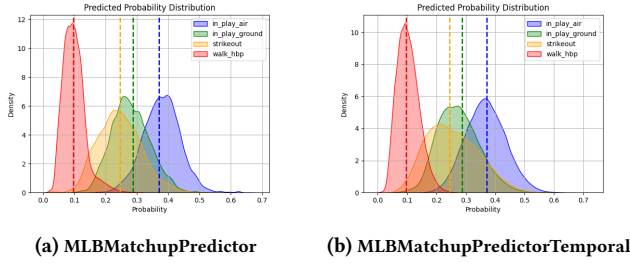 Predicted Probability Distribution
12
10
8
6
4
2
0
Density
in_play_air
in_play_ground
strikeout
walk_hbp
0.0 0.1 0.2 0.3 0.4 0.5 0.6 0.7
Probability
(a) MLBMatchupPredictor
Predicted Probability Distribution
10
8
6
4
2
0
Density
in_play_air
in_play_ground
strikeout
walk_hbp
0.0 0.1 0.2 0.3 0.4 0.5 0.6 0.7
Probability
(b) MLBMatchupPredictorTemporal